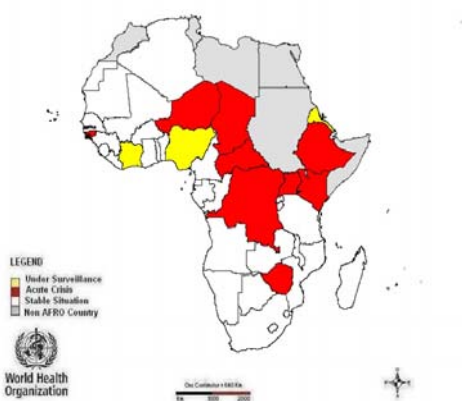 LEGEND
Under Surveillance
Acute Crisis
Stable Situation
Non AFRO Country
World Health
Organization